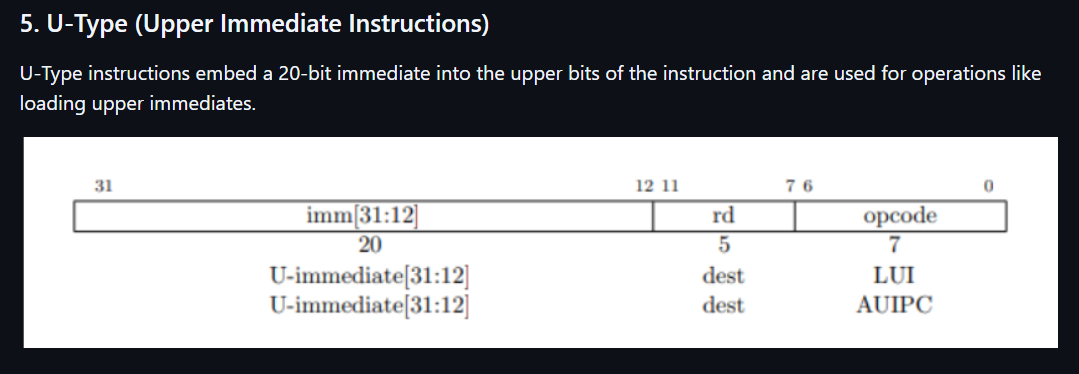 5. U-Type (Upper Immediate Instructions)
U-Type instructions embed a 20-bit immediate into the upper bits of the instruction and are used for operations like
loading upper immediates.
31 12 11 7 6 0
imm[31:12] rd opcode
20 5 7
U-immediate[31:12] dest LUI
U-immediate[31:12] dest AUIPC